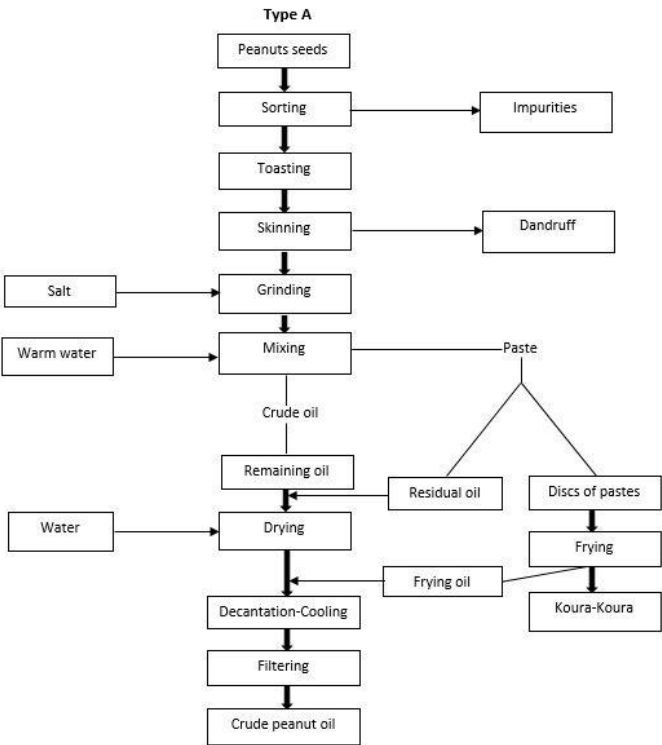 Type A
Peanuts seeds
Sorting
Impurities
Toasting
Skinning
Dandruff
Salt
Grinding
Warm water
Mixing
Paste
Crude oil
Remaining oil
Residual oil
Discs of pastes
Water
Drying
Frying
Frying oil
Decantation-Cooling
Koura-Koura
Filtering
Crude peanut oil